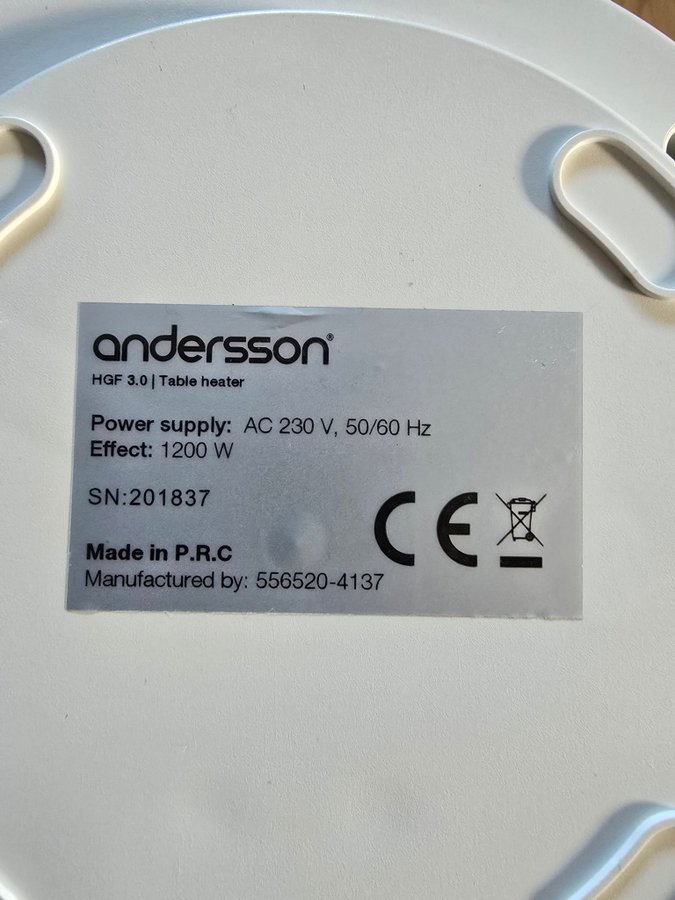 andersson®
HGF 3.0 | Table heater
Power supply: AC 230 V, 50/60 Hz
Effect: 1200 W
SN:201837
CE
Made in P.R.C
Manufactured by: 556520-4137